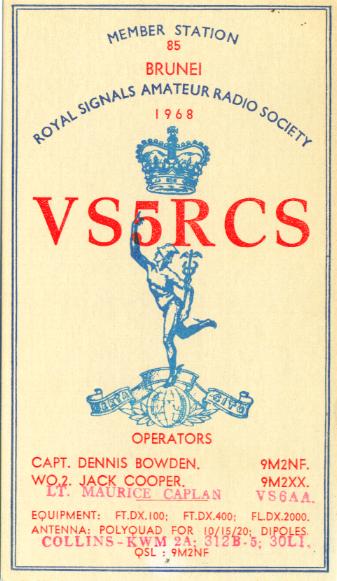 MEMBER STATION
85
BRUNEI
ROYAL SIGNALS AMATEUR RADIO SOCIETY
1968
VS5RCS
CERTA CITO
OPERATORS
CAPT. DENNIS BOWDEN. 9M2NF.
WO.2. JACK COOPER. 9M2XX.
LT. MAURICE CAPLAN VS6AA.
EQUIPMENT: FT.DX.100; FT.DX.400; FL.DX.2000.
ANTENNA; POLYQUAD FOR 10/15/20; DIPOLES.
COLLINS-KWM 2A; 312B-5; 30L1.
QSL : 9M2NF